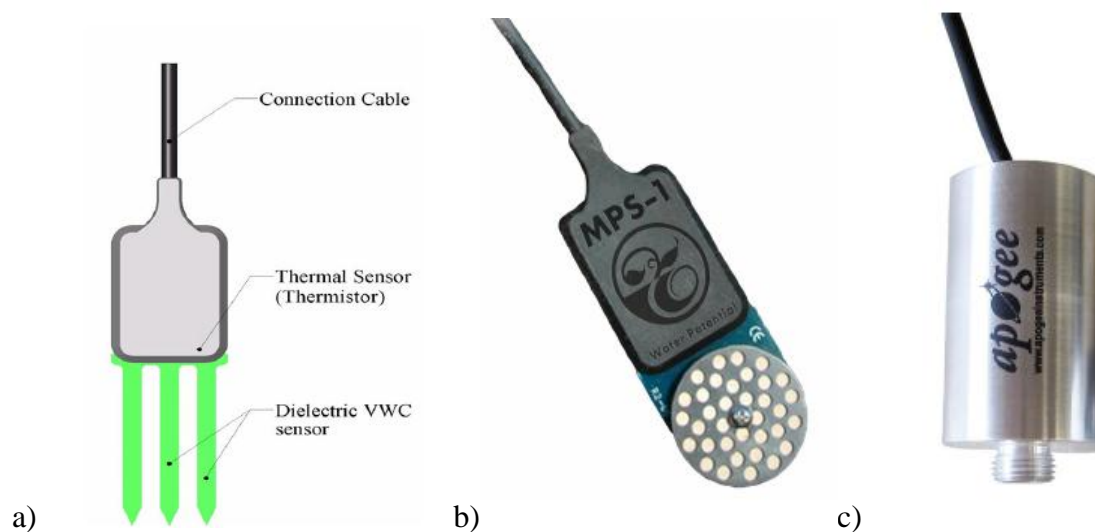 Connection Cable
Thermal Sensor
(Thermistor)
Dielectric VWC
sensor
a)
MPS-1
Water Potential
CE
b)
apogee
www.apogeeinstruments.com
c)